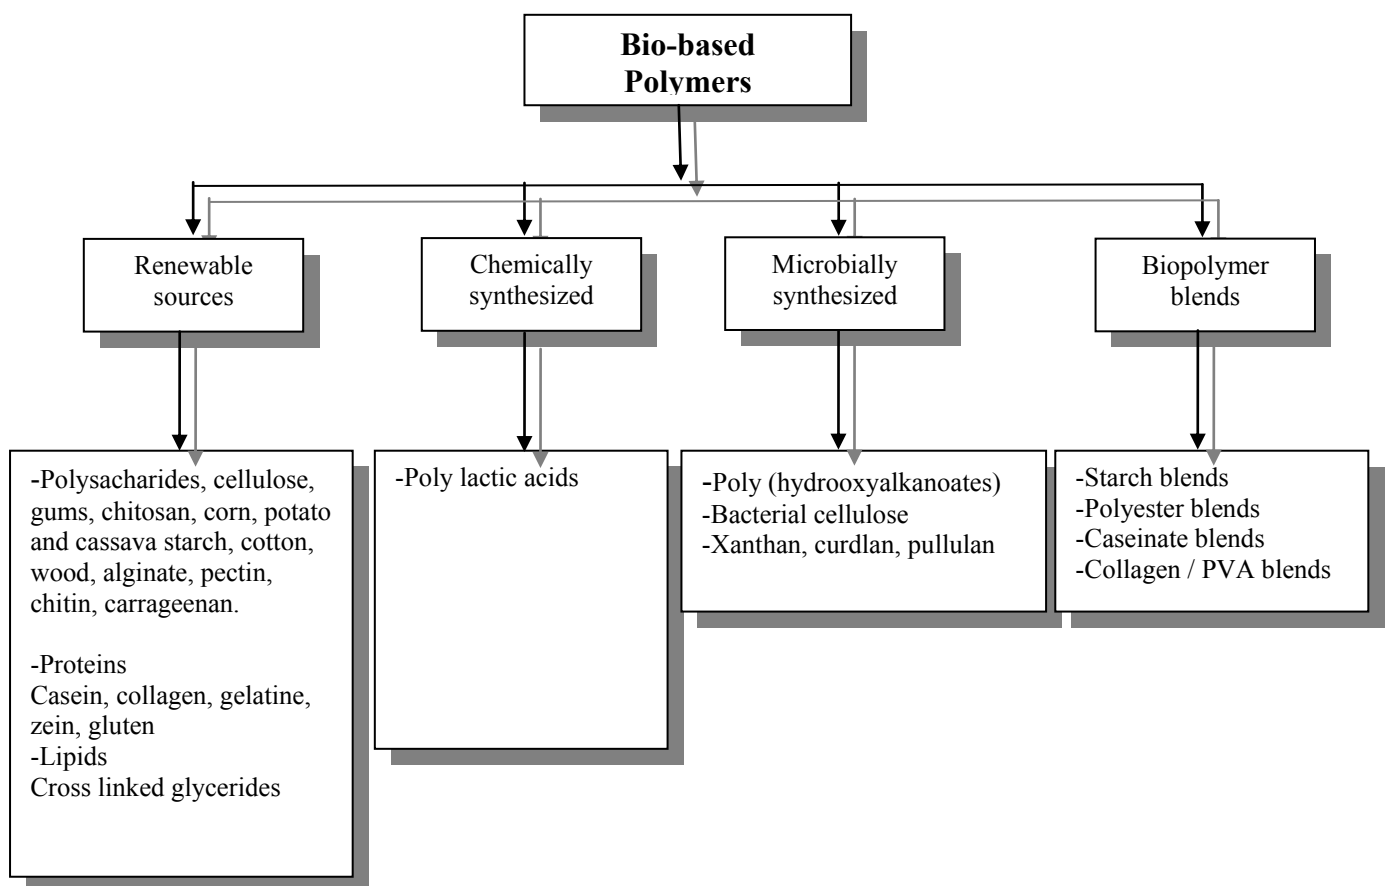 Bio-based
Polymers
Renewable
sources
Chemically
synthesized
Microbially
synthesized
Biopolymer
blends
-Polysacharides, cellulose,
gums, chitosan, corn, potato
and cassava starch, cotton,
wood, alginate, pectin,
chitin, carrageenan.
-Proteins
Casein, collagen, gelatine,
zein, gluten
-Lipids
Cross linked glycerides
-Poly lactic acids
-Poly (hydrooxyalkanoates)
-Bacterial cellulose
-Xanthan, curdlan, pullulan
-Starch blends
-Polyester blends
-Caseinate blends
-Collagen / PVA blends